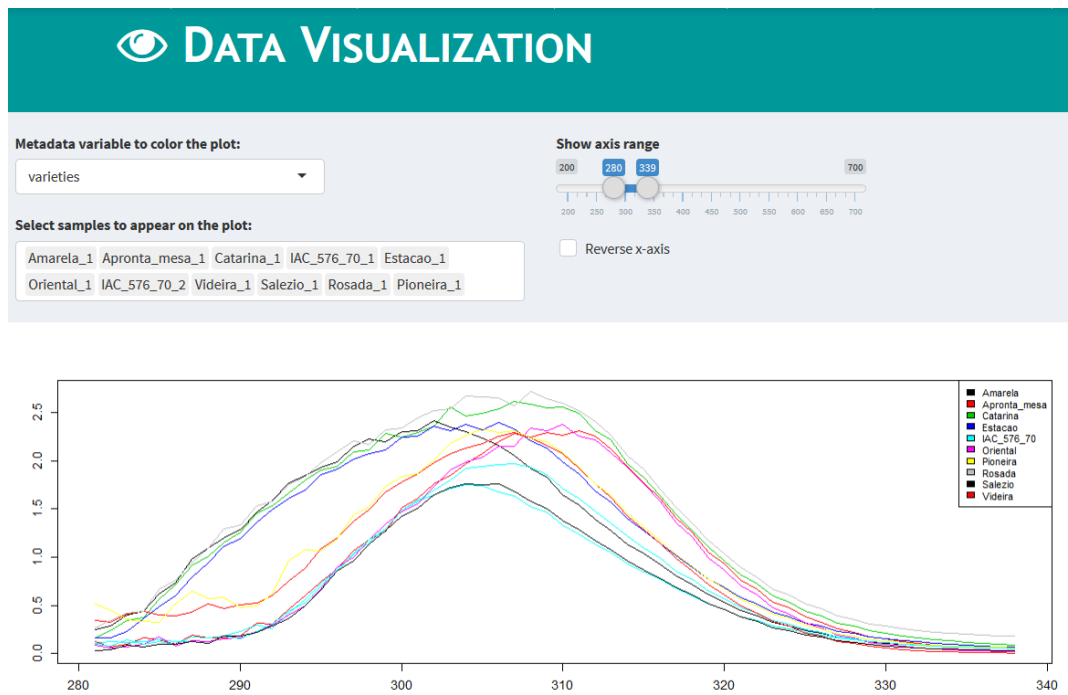 DATA VISUALIZATION
Metadata variable to color the plot:
varieties
Select samples to appear on the plot:
Amarela_1 Apronta_mesa_1 Catarina_1 IAC_576_70_1 Estacao_1
Oriental_1 IAC_576_70_2 Videira_1 Salezio_1 Rosada_1 Pioneira_1
Show axis range
200 280 339 700
200 250 300 350 400 450 500 550 600 650 700
Reverse x-axis
2.5
2.0
1.5
1.0
0.5
0.0
280 290 300 310 320 330 340
Amarela
Apronta_mesa
Catarina
Estacao
IAC_576_70
Oriental
Pioneira
Rosada
Salezio
Videira